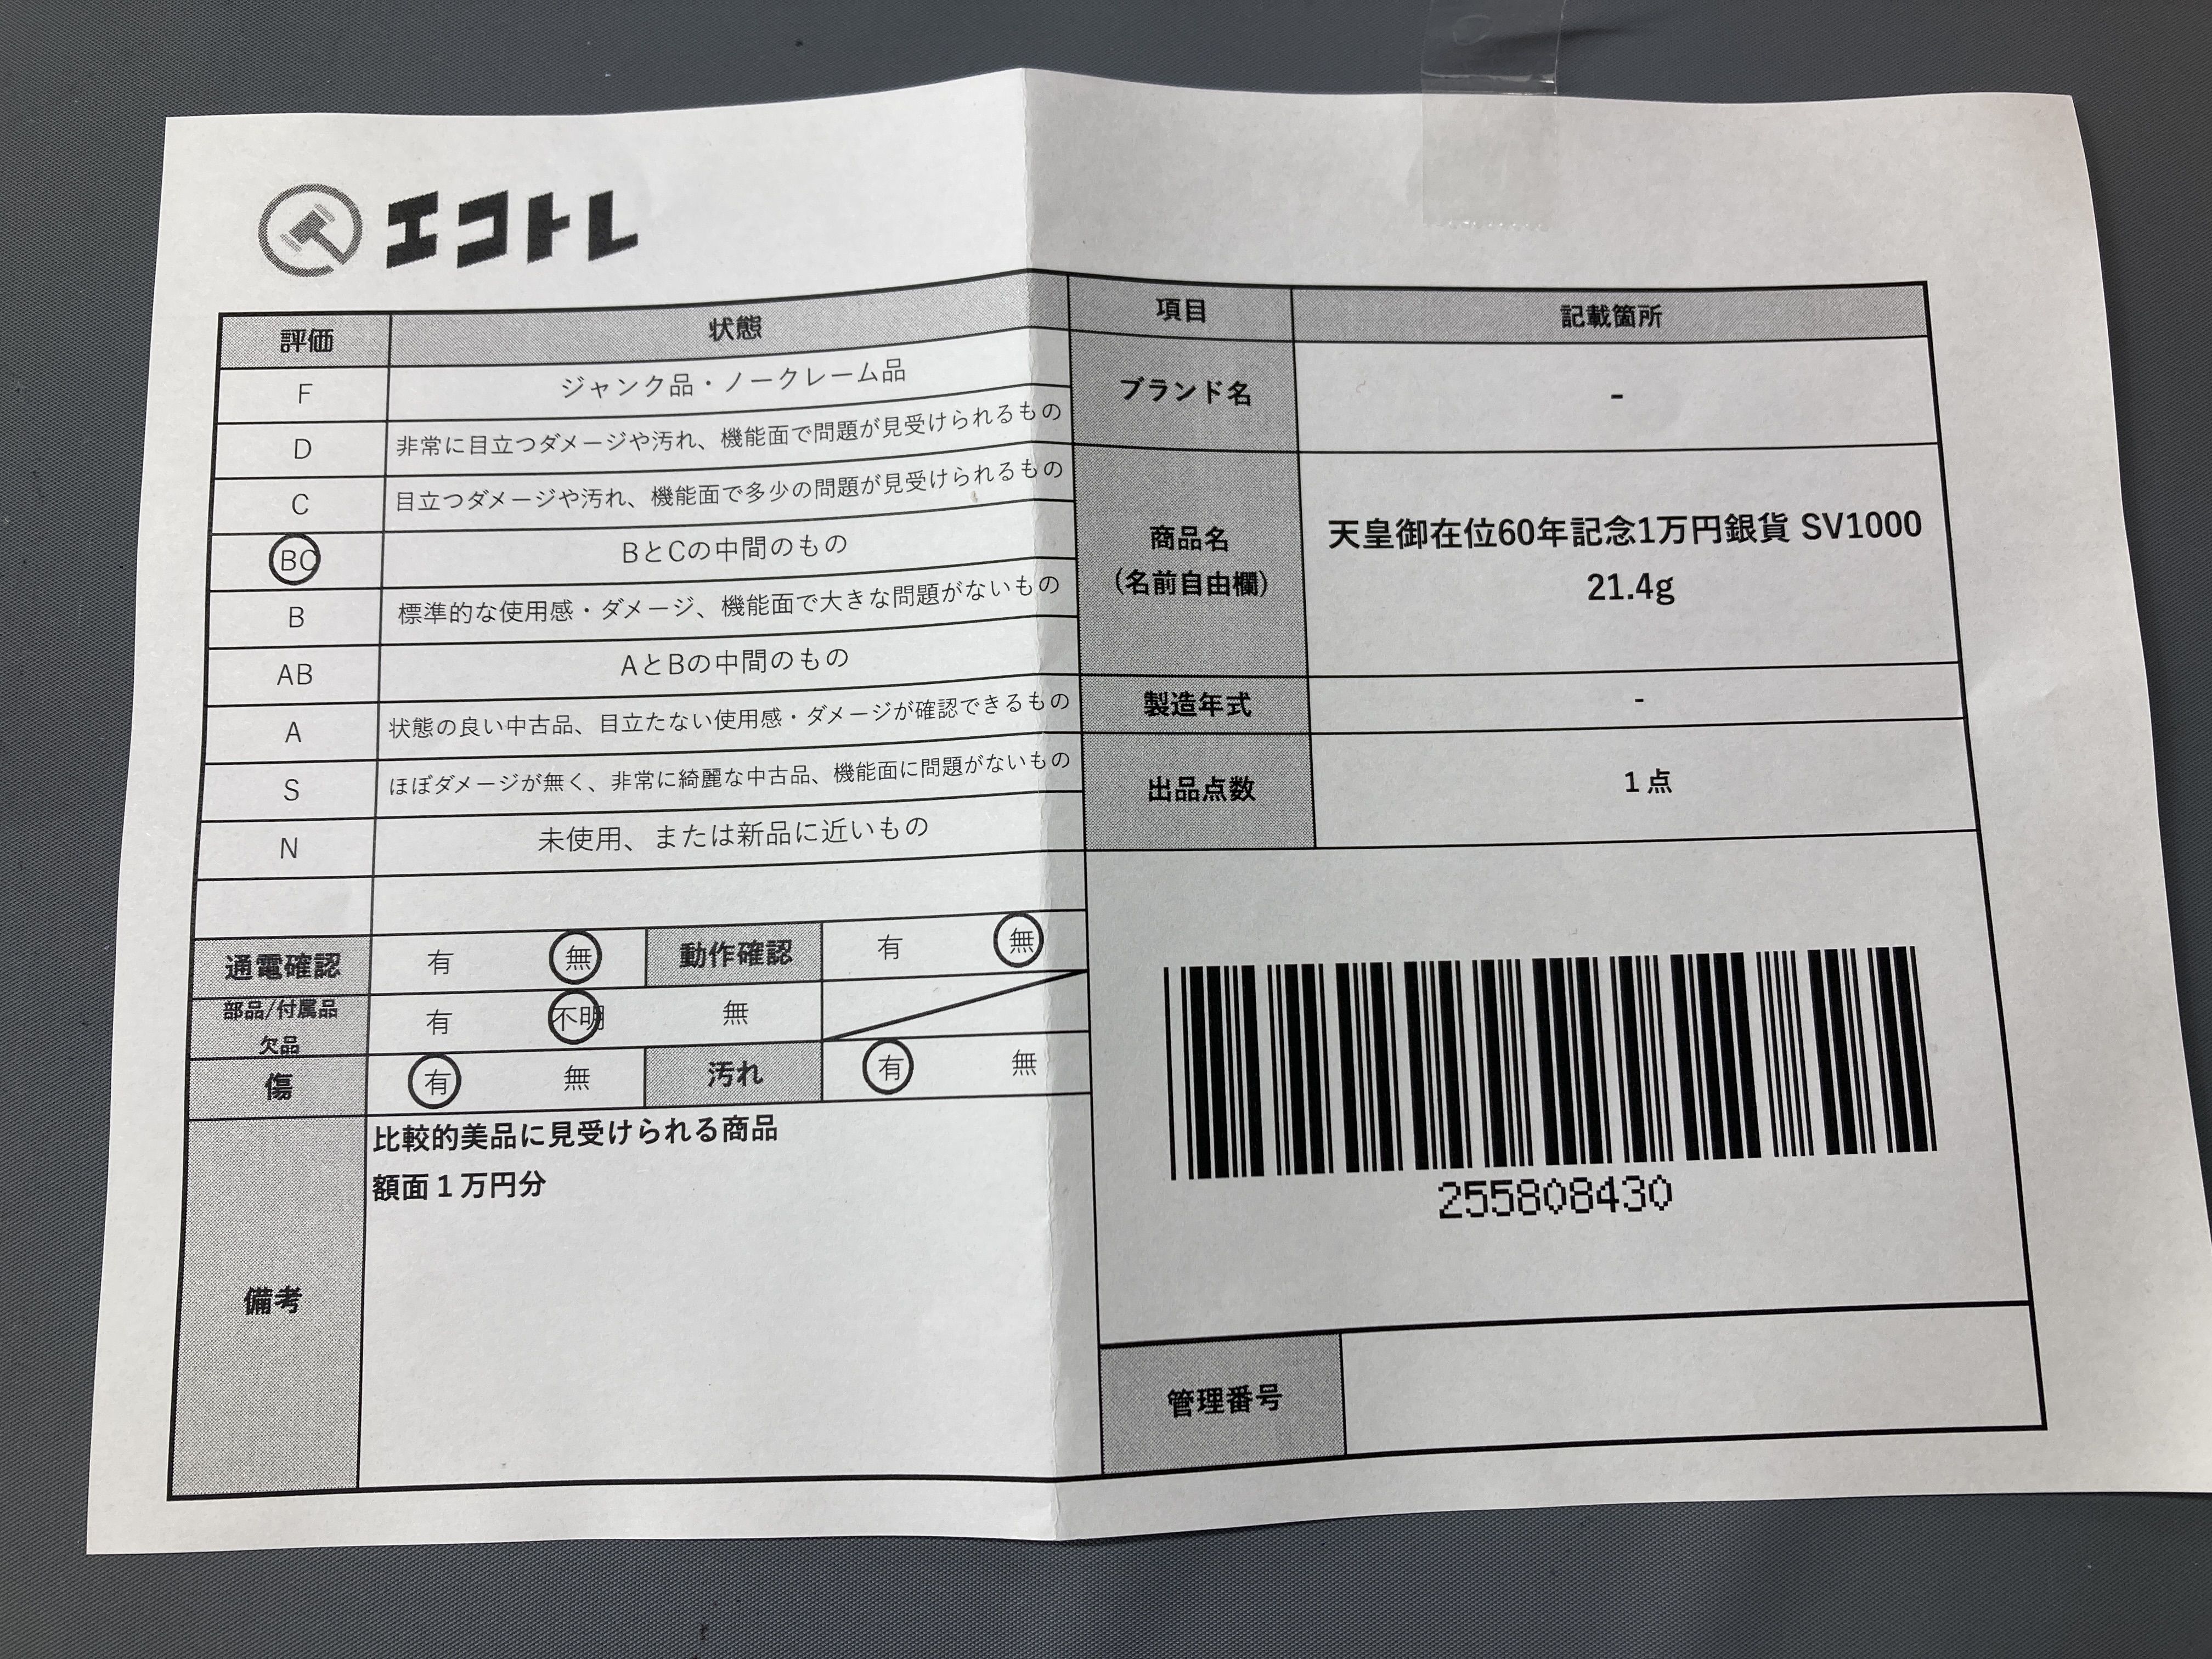 エコトレ
評価 状態
F ジャンク品・ノークレーム品
D 非常に目立つダメージや汚れ、機能面で問題が見受けられるもの
C 目立つダメージや汚れ、機能面で多少の問題が見受けられるもの
BC BとCの中間のもの
B 標準的な使用感・ダメージ、機能面で大きな問題がないもの
AB AとBの中間のもの
A 状態の良い中古品、目立たない使用感・ダメージが確認できるもの
S ほぼダメージが無く、非常に綺麗な中古品、機能面に問題がないもの
N 未使用、または新品に近いもの
通電確認 有 無 動作確認 有 無
部品/付属品
欠品
有 不明 無
傷 有 無 汚れ 有 無
備考
比較的美品に見受けられる商品
額面１万円分
項目 記載箇所
ブランド名 -
商品名
（名前自由欄）
天皇御在位60年記念1万円銀貨 SV1000
21.4g
製造年式 -
出品点数 1 点
255808430
管理番号